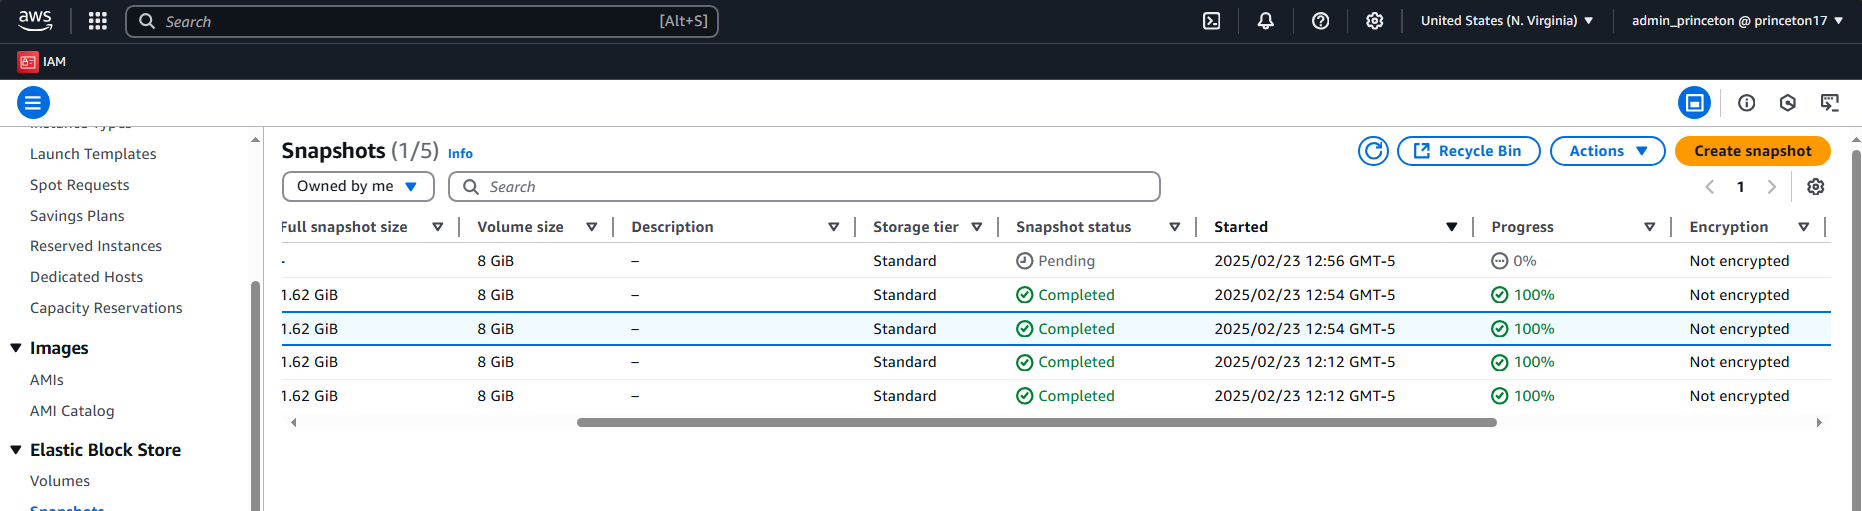 aws Search [Alt+S] United States (N. Virginia) admin_princeton @ princeton17
IAM
Instance Types
Launch Templates
Spot Requests
Savings Plans
Reserved Instances
Dedicated Hosts
Capacity Reservations
Images
AMIs
AMI Catalog
Elastic Block Store
Volumes
Snapshots
Snapshots (1/5) Info Recycle Bin Actions Create snapshot
Owned by me Search 1
Full snapshot size Volume size Description Storage tier Snapshot status Started Progress Encryption
- 8 GiB – Standard Pending 2025/02/23 12:56 GMT-5 0% Not encrypted
1.62 GiB 8 GiB – Standard Completed 2025/02/23 12:54 GMT-5 100% Not encrypted
1.62 GiB 8 GiB – Standard Completed 2025/02/23 12:54 GMT-5 100% Not encrypted
1.62 GiB 8 GiB – Standard Completed 2025/02/23 12:12 GMT-5 100% Not encrypted
1.62 GiB 8 GiB – Standard Completed 2025/02/23 12:12 GMT-5 100% Not encrypted